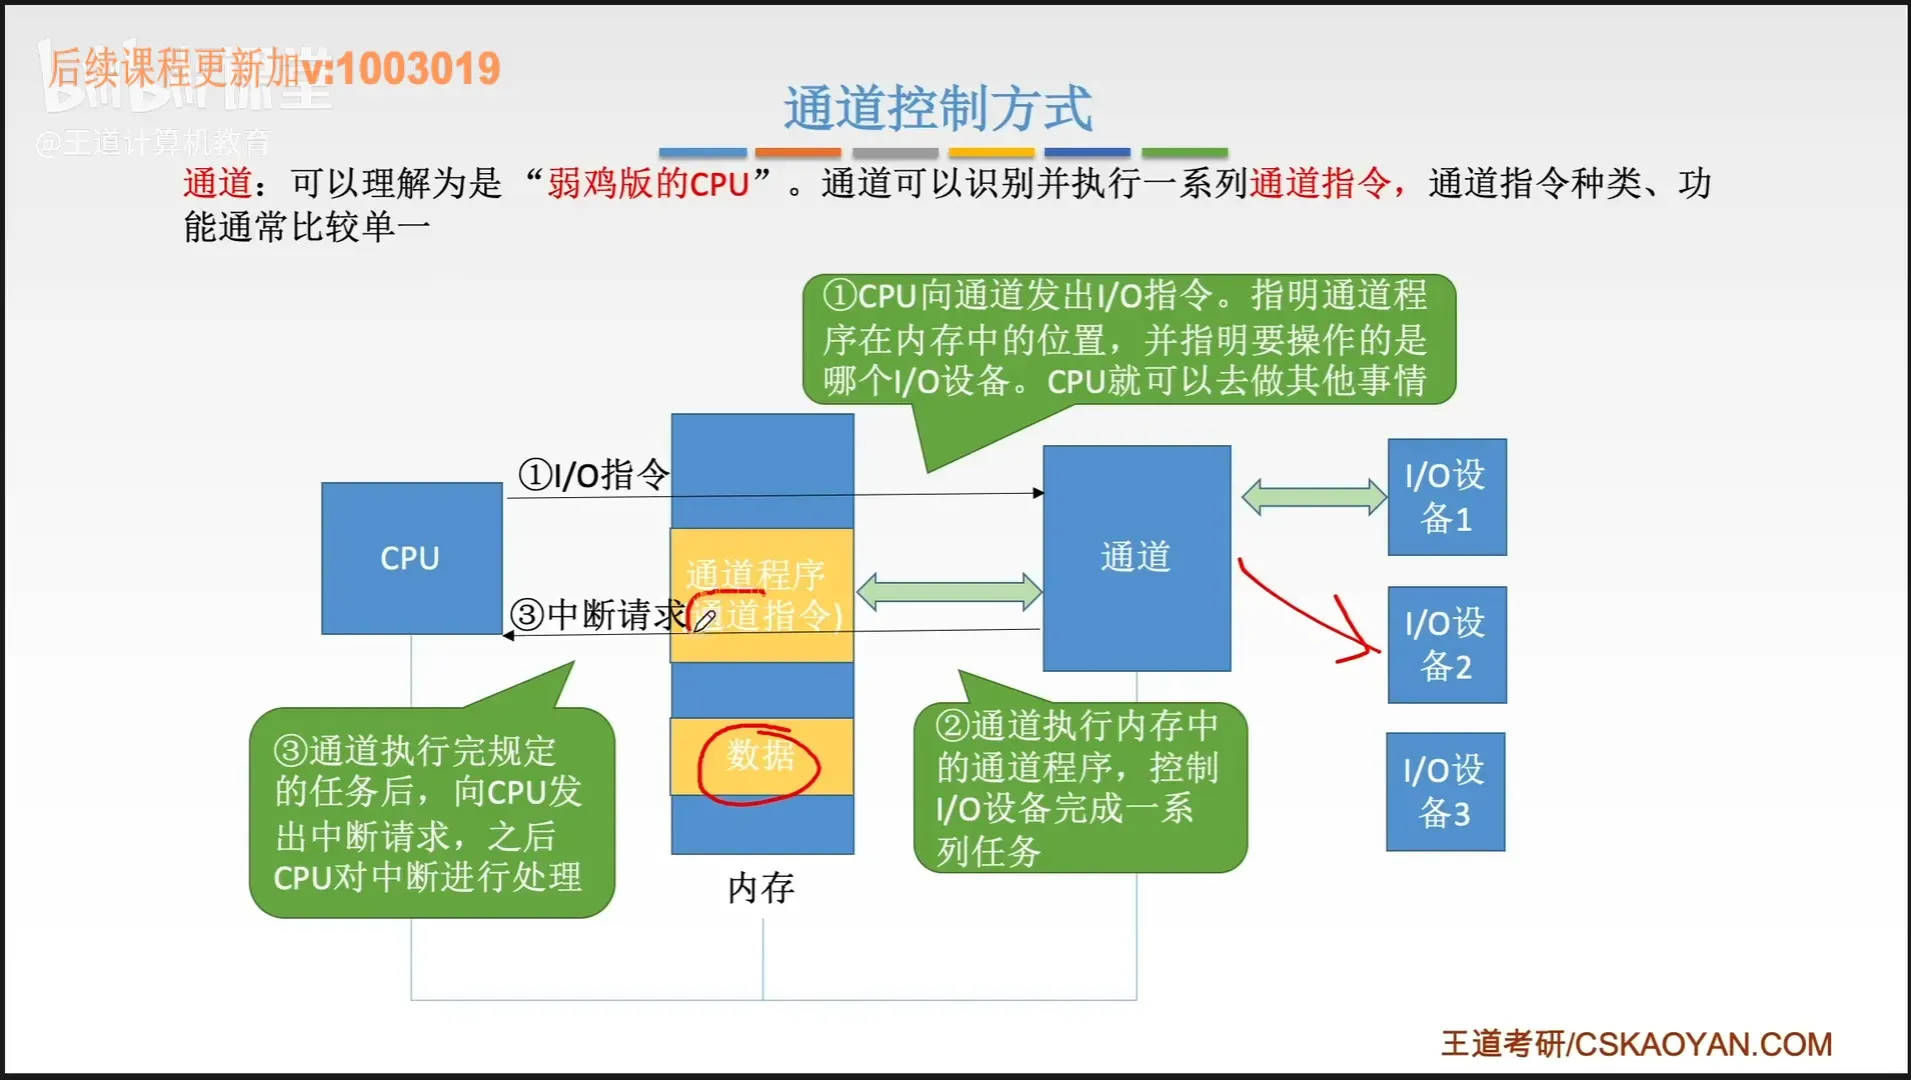 后续课程更新加v:1003019
bilibili课堂
@王道计算机教育
通道控制方式
通道：可以理解为是“弱鸡版的CPU”。通道可以识别并执行一系列通道指令，通道指令种类、功
能通常比较单一
①CPU向通道发出I/O指令。指明通道程
序在内存中的位置，并指明要操作的是
哪个I/O设备。CPU就可以去做其他事情
①I/O指令
CPU
通道程序
(通道指令)
③中断请求
通道
I/O设
备1
I/O设
备2
I/O设
备3
数据
内存
③通道执行完规定
的任务后，向CPU发
出中断请求，之后
CPU对中断进行处理
②通道执行内存中
的通道程序，控制
I/O设备完成一系
列任务
王道考研/CSKAOYAN.COM